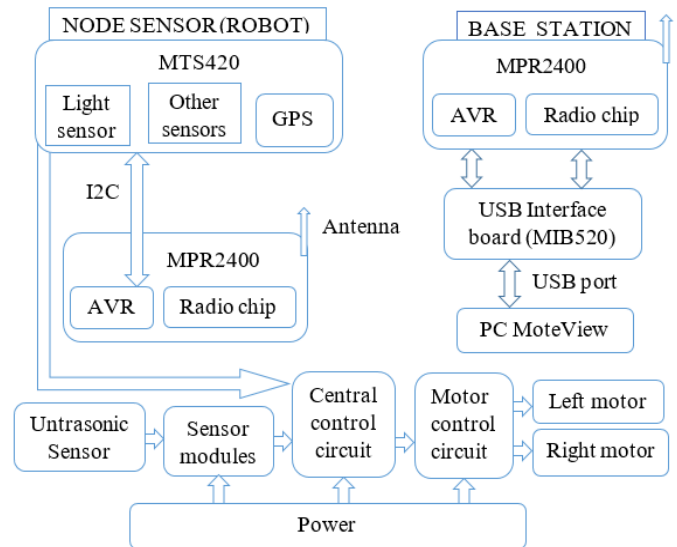 NODE SENSOR (ROBOT)
MTS420
Light
sensor
Other
sensors
GPS
I2C
Antenna
MPR2400
AVR
Radio chip
BASE STATION
MPR2400
AVR
Radio chip
USB Interface
board (MIB520)
USB port
PC MoteView
Untrasonic
Sensor
Sensor
modules
Central
control
circuit
Motor
control
circuit
Left motor
Right motor
Power